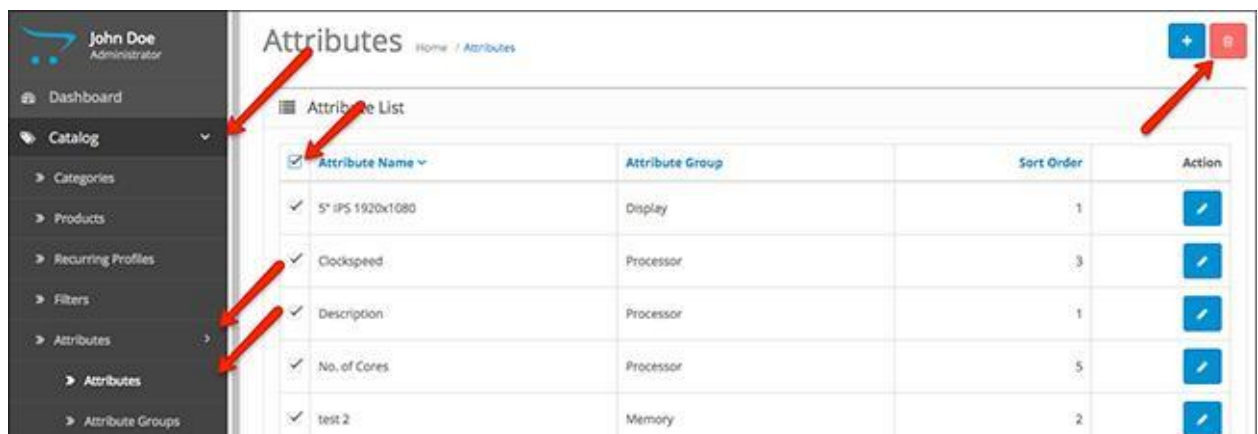 John Doe
Administrator
Dashboard
Catalog
Categories
Products
Recurring Profiles
Filters
Attributes
Attributes
Attribute Groups
Attributes Home / Attributes
Attribute List
Attribute Name Attribute Group Sort Order Action
5" IPS 1920x1080 Display 1
Clockspeed Processor 3
Description Processor 1
No. of Cores Processor 5
test 2 Memory 2